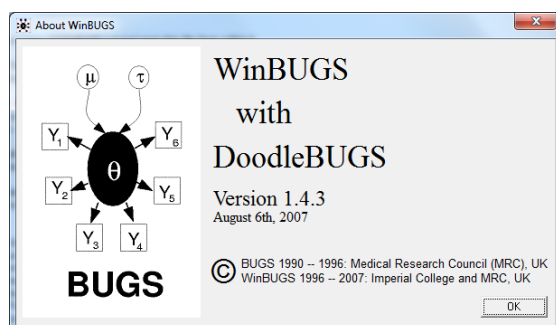 About WinBUGS
x
μ τ
Y1 Y6
θ
Y2 Y5
Y3 Y4
BUGS
WinBUGS
with
DoodleBUGS
Version 1.4.3
August 6th, 2007
© BUGS 1990 -- 1996: Medical Research Council (MRC), UK
WinBUGS 1996 -- 2007: Imperial College and MRC, UK
OK